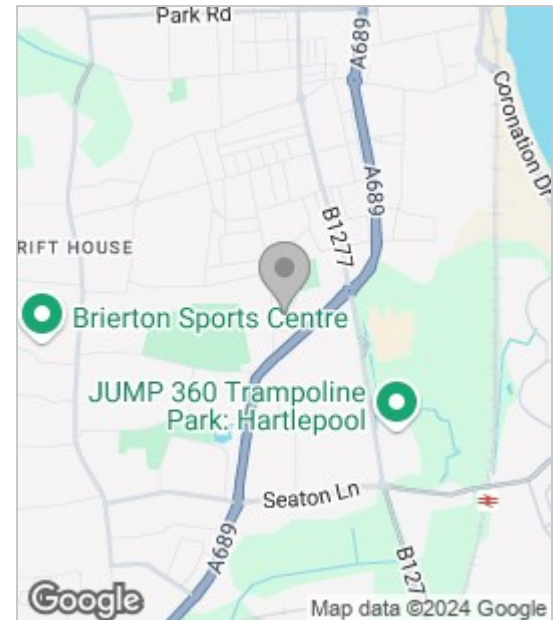 Park Rd
A689
Coronation Dr
A689
B1277
RIFT HOUSE
Brierton Sports Centre
JUMP 360 Trampoline
Park: Hartlepool
Seaton Ln
A689
B127
Google
Map data ©2024 Google